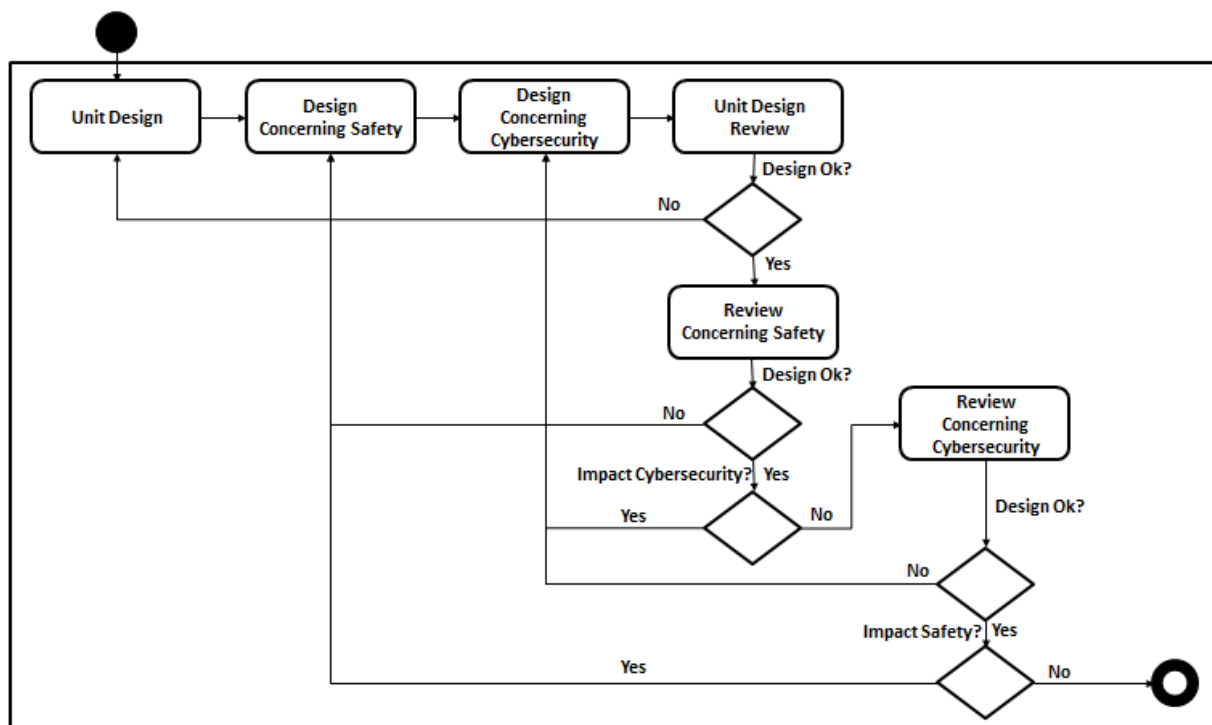 Unit Design
Design
Concerning Safety
Design
Concerning
Cybersecurity
Unit Design
Review
Design Ok?
No
Yes
Review
Concerning Safety
Design Ok?
No
Review
Concerning
Cybersecurity
Impact Cybersecurity?
Yes
Yes
No
Design Ok?
No
Impact Safety?
Yes
Yes
No